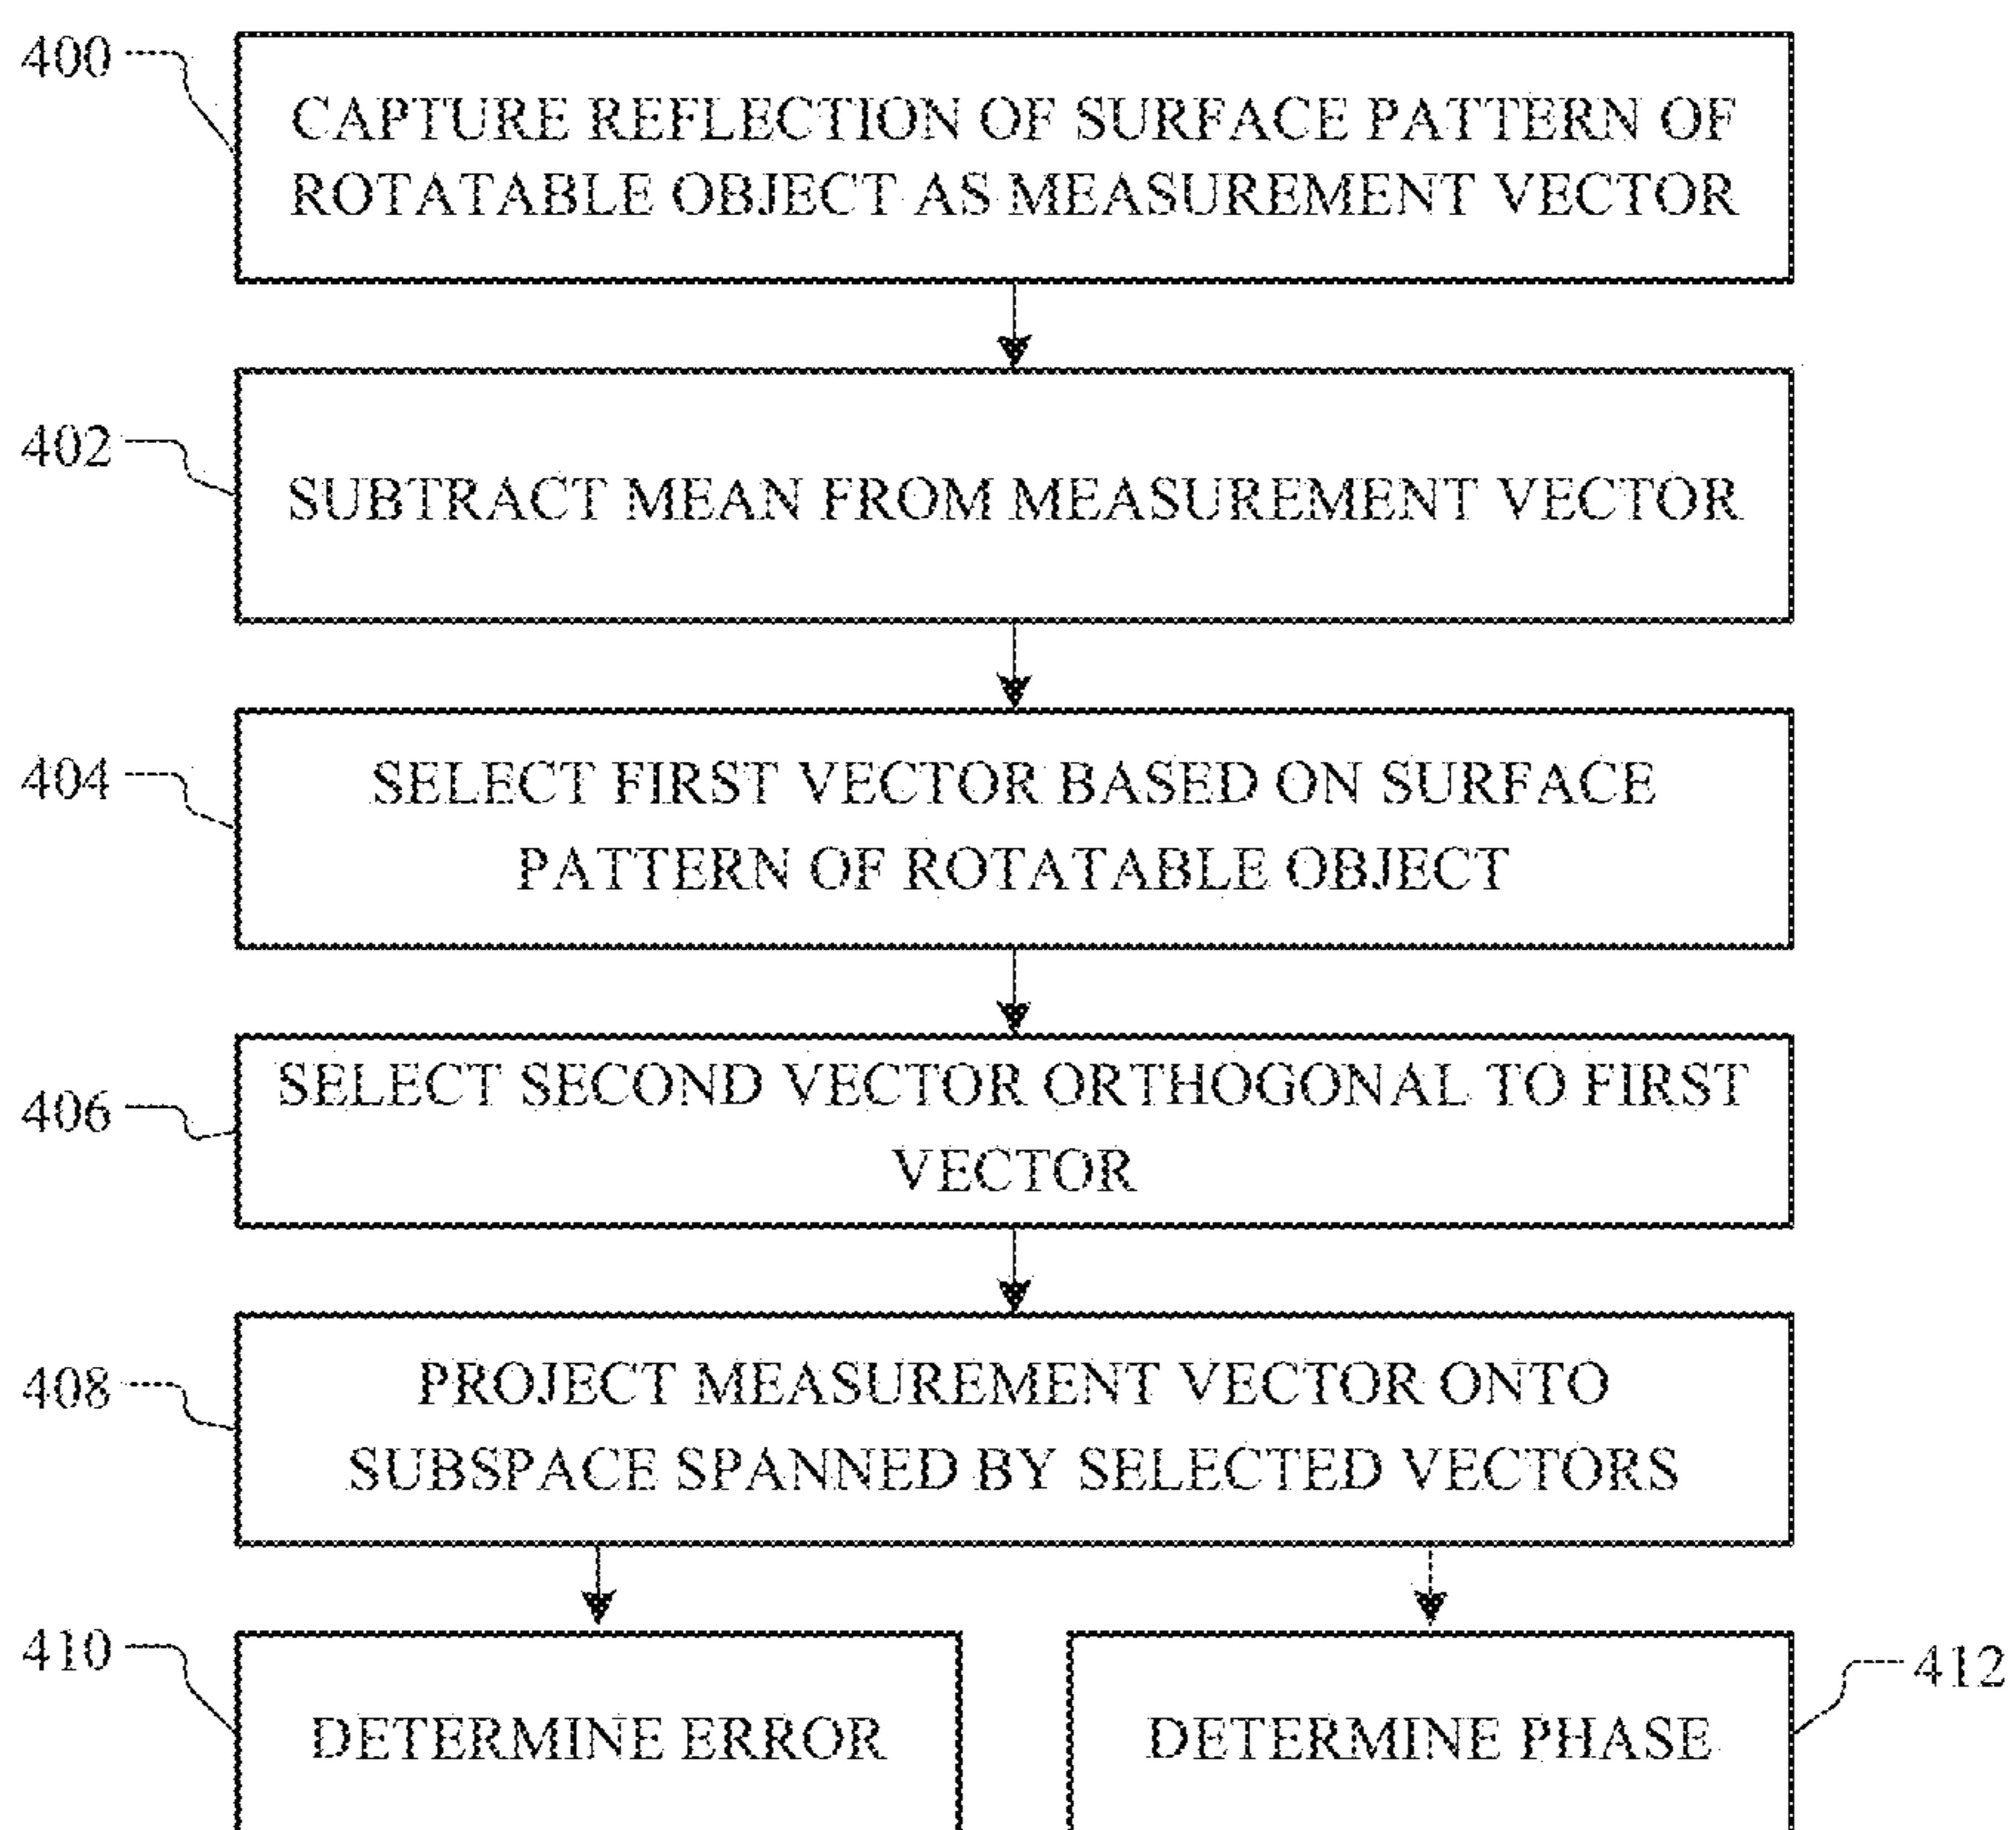 400
CAPTURE REFLECTION OF SURFACE PATTERN OF
ROTATABLE OBJECT AS MEASUREMENT VECTOR
402
SUBTRACT MEAN FROM MEASUREMENT VECTOR
404
SELECT FIRST VECTOR BASED ON SURFACE
PATTERN OF ROTATABLE OBJECT
406
SELECT SECOND VECTOR ORTHOGONAL TO FIRST
VECTOR
408
PROJECT MEASUREMENT VECTOR ONTO
SUBSPACE SPANNED BY SELECTED VECTORS
410
DETERMINE ERROR
DETERMINE PHASE
412